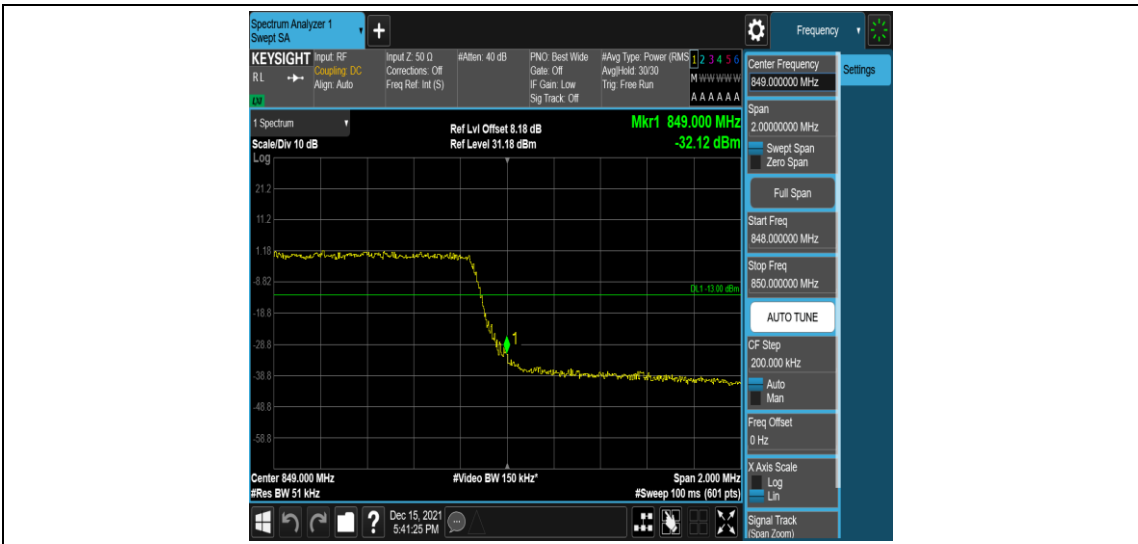 Spectrum Analyzer 1
Swept SA
+
Frequency
KEYSIGHT
RL
LXI
Input: RF
Coupling: DC
Align: Auto
Input Z: 50 Ω
Corrections: Off
Freq Ref: Int (S)
#Atten: 40 dB
PNO: Best Wide
Gate: Off
IF Gain: Low
Sig Track: Off
#Avg Type: Power (RMS
Avg|Hold: 30/30
Trig: Free Run
1 2 3 4 5 6
M W W W W W
A A A A A A
Center Frequency
849.000000 MHz
Settings
1 Spectrum
Scale/Div 10 dB
Log
Ref Lvl Offset 8.18 dB
Ref Level 31.18 dBm
Mkr1 849.000 MHz
-32.12 dBm
21.2
11.2
1.18
-8.82
DL1 -13.00 dBm
-18.8
-28.8
1
-38.8
-48.8
-58.8
Center 849.000 MHz
#Res BW 51 kHz
#Video BW 150 kHz*
Span 2.000 MHz
#Sweep 100 ms (601 pts)
Span
2.00000000 MHz
Swept Span
Zero Span
Full Span
Start Freq
848.000000 MHz
Stop Freq
850.000000 MHz
AUTO TUNE
CF Step
200.000 kHz
Auto
Man
Freq Offset
0 Hz
X Axis Scale
Log
Lin
Signal Track
(Span Zoom)
?
Dec 15, 2021
5:41:25 PM